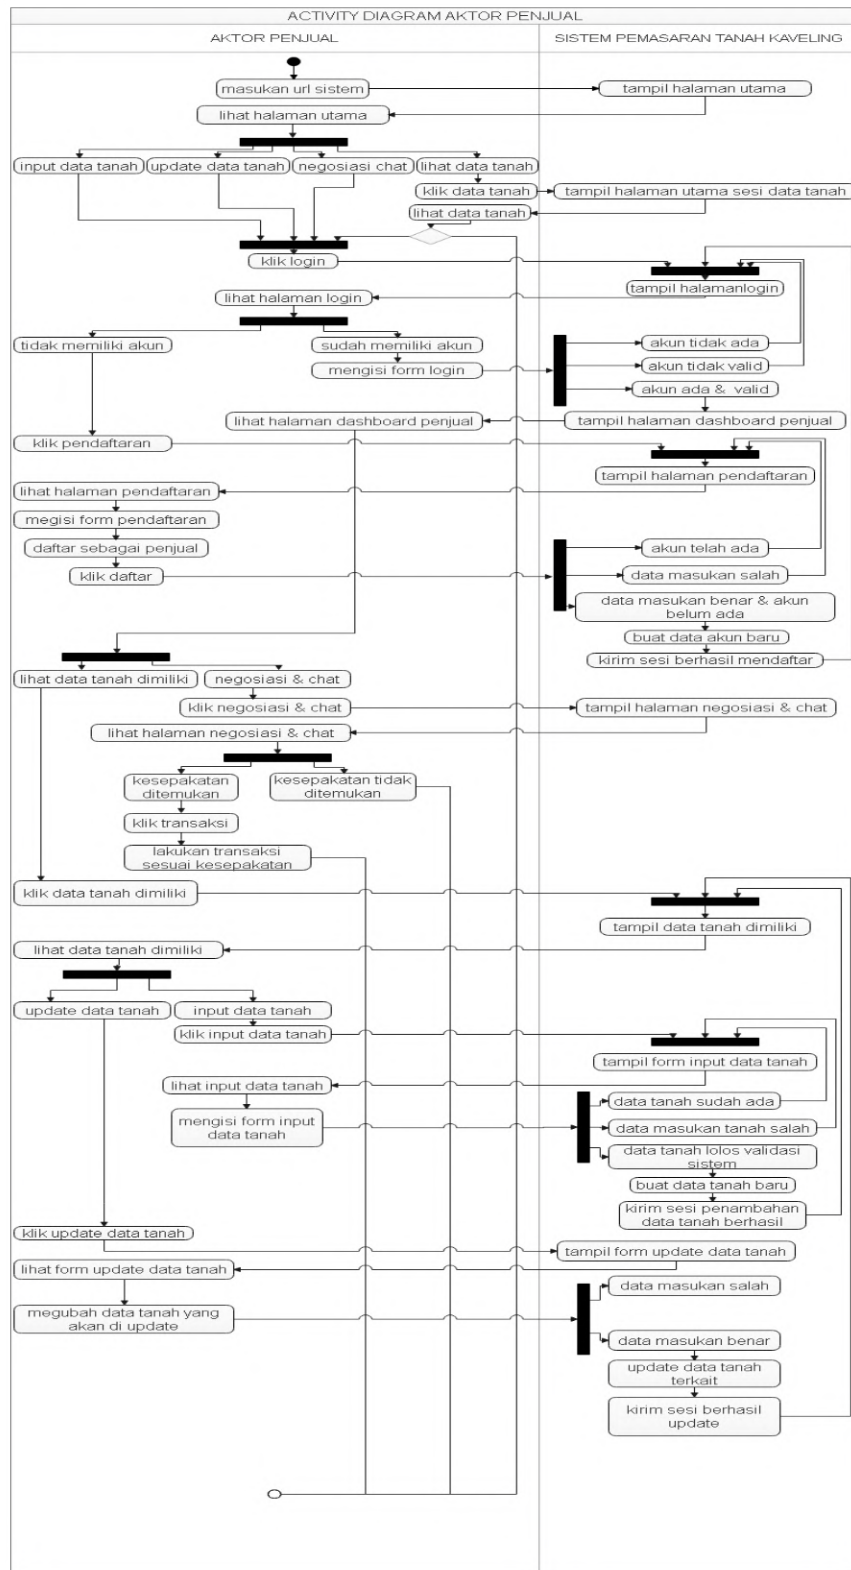 ACTIVITY DIAGRAM AKTOR PENJUAL
AKTOR PENJUAL
SISTEM PEMASARAN TANAH KAVELING
masukan url sistem
tampil halaman utama
lihat halaman utama
input data tanah
update data tanah
negosiasi chat
lihat data tanah
klik data tanah
tampil halaman utama sesi data tanah
lihat data tanah
klik login
tampil halamanlogin
lihat halaman login
tidak memiliki akun
sudah memiliki akun
akun tidak ada
mengisi form login
akun tidak valid
akun ada & valid
lihat halaman dashboard penjual
tampil halaman dashboard penjual
klik pendaftaran
tampil halaman pendaftaran
lihat halaman pendaftaran
megisi form pendaftaran
daftar sebagai penjual
akun telah ada
klik daftar
data masukan salah
data masukan benar & akun
belum ada
buat data akun baru
kirim sesi berhasil mendaftar
lihat data tanah dimiliki
negosiasi & chat
klik negosiasi & chat
tampil halaman negosiasi & chat
lihat halaman negosiasi & chat
kesepakatan
ditemukan
kesepakatan tidak
ditemukan
klik transaksi
lakukan transaksi
sesuai kesepakatan
klik data tanah dimiliki
tampil data tanah dimiliki
lihat data tanah dimiliki
update data tanah
input data tanah
klik input data tanah
tampil form input data tanah
lihat input data tanah
data tanah sudah ada
mengisi form input
data tanah
data masukan tanah salah
data tanah lolos validasi
sistem
buat data tanah baru
kirim sesi penambahan
data tanah berhasil
klik update data tanah
tampil form update data tanah
lihat form update data tanah
data masukan salah
megubah data tanah yang
akan di update
data masukan benar
update data tanah
terkait
kirim sesi berhasil
update